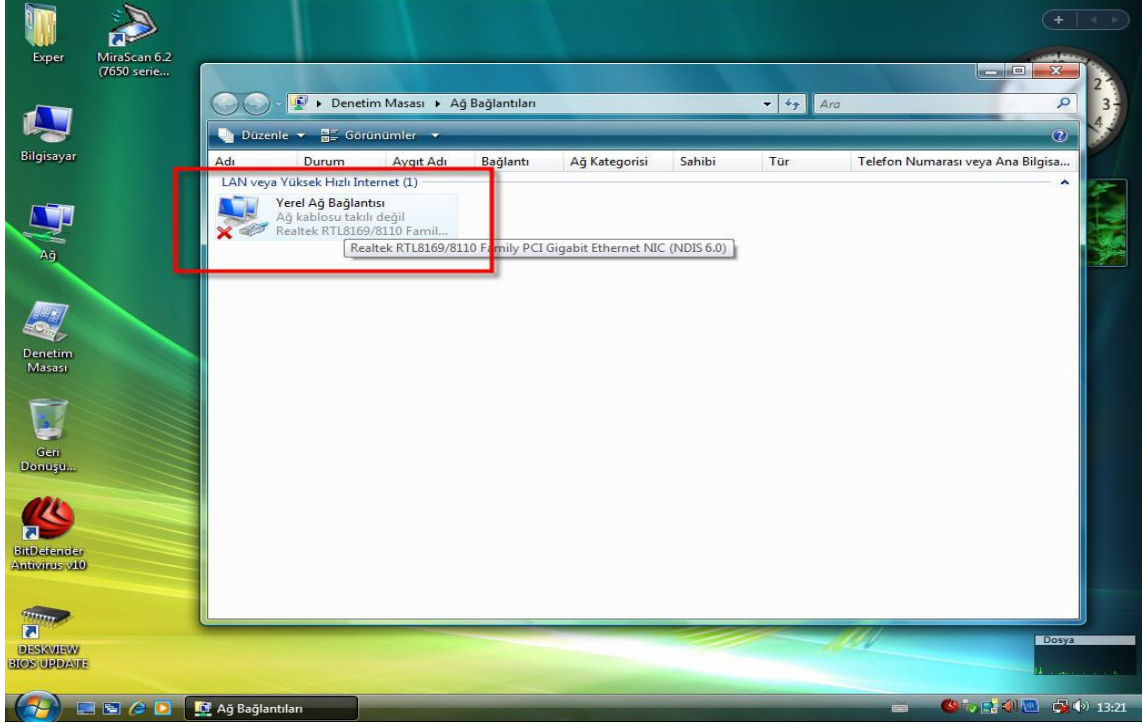 Exper
MiraScan 6.2
(7650 serie...
Bilgisayar
Ağ
Denetim
Masası
Geri
Dönüşü...
BitDefender
Antivirus v10
DESKVIEW
BIOS UPDATE
Denetim Masası
Ağ Bağlantıları
Ara
Düzenle
Görünümler
Adı Durum Aygıt Adı Bağlantı Ağ Kategorisi Sahibi Tür Telefon Numarası veya Ana Bilgisa...
LAN veya Yüksek Hızlı Internet (1)
Yerel Ağ Bağlantısı
Ağ kablosu takılı değil
Realtek RTL8169/8110 Famil...
Realtek RTL8169/8110 Family PCI Gigabit Ethernet NIC (NDIS 6.0)
2
3
4
Dosya
Ağ Bağlantıları
13:21